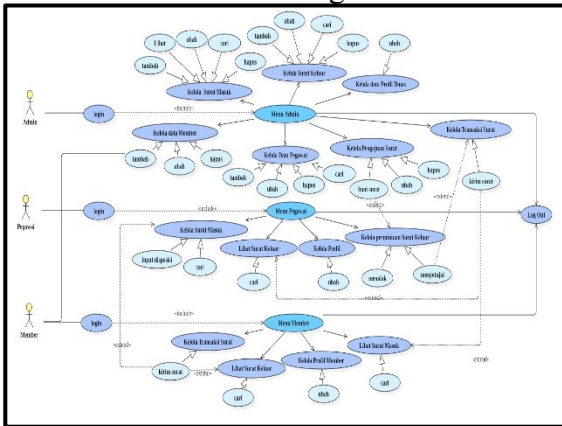 ubah
cari
Lihat
ubah
cari
tambah
hapus
ubah
tambah
hapus
Kelola Surat Keluar
Kelola Surat Masuk
Kelola data Profil Dinas
Admin
login
«include»
Menu Admin
Kelola data Member
Kelola Transaksi Surat
Kelola Pengajuan Surat
Kelola Data Pegawai
tambah
ubah
hapus
cari
tambah
ubah
hapus
buat surat
ubah
hapus
kirim surat
«extend»
«extend»
Pegawai
login
«include»
Menu Pegawai
Log Out
Kelola Surat Masuk
Lihat Surat Keluar
Kelola Profil
Kelola permintaan Surat Keluar
input disposisi
cari
cari
ubah
menolak
menyetujui
«extend»
Member
login
«include»
Menu Member
Kelola Transaksi Surat
Lihat Surat Masuk
«extend»
Kelola Profil Member
Lihat Surat Keluar
kirim surat
«extend»
«extend»
cari
ubah
cari